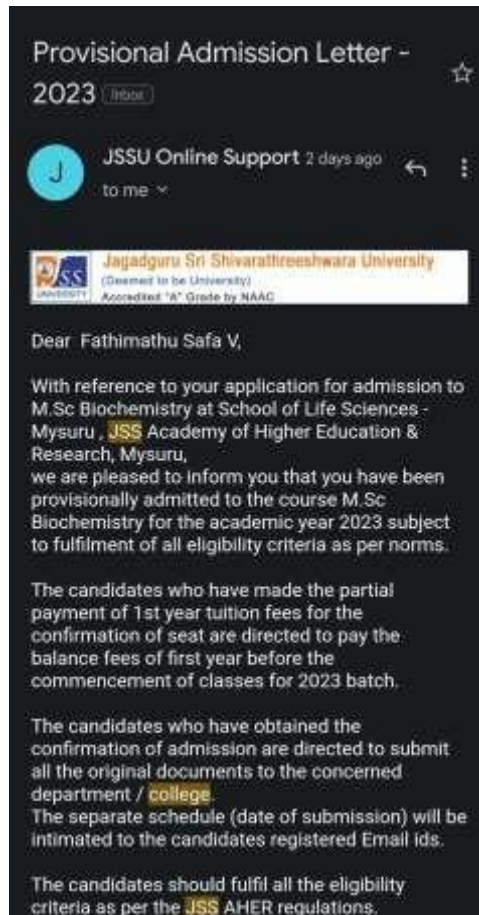 Provisional Admission Letter -
2023 Inbox
J
JSSU Online Support 2 days ago
to me
JSS
UNIVERSITY
Jagadguru Sri Shivarathreeshwara University
(Deemed to be University)
Accredited "A" Grade by NAAC
Dear Fathimathu Safa V,
With reference to your application for admission to
M.Sc Biochemistry at School of Life Sciences -
Mysuru , JSS Academy of Higher Education &
Research, Mysuru,
we are pleased to inform you that you have been
provisionally admitted to the course M.Sc
Biochemistry for the academic year 2023 subject
to fulfilment of all eligibility criteria as per norms.
The candidates who have made the partial
payment of 1st year tuition fees for the
confirmation of seat are directed to pay the
balance fees of first year before the
commencement of classes for 2023 batch.
The candidates who have obtained the
confirmation of admission are directed to submit
all the original documents to the concerned
department / college.
The separate schedule (date of submission) will be
intimated to the candidates registered Email ids.
The candidates should fulfil all the eligibility
criteria as per the JSS AHER regulations.